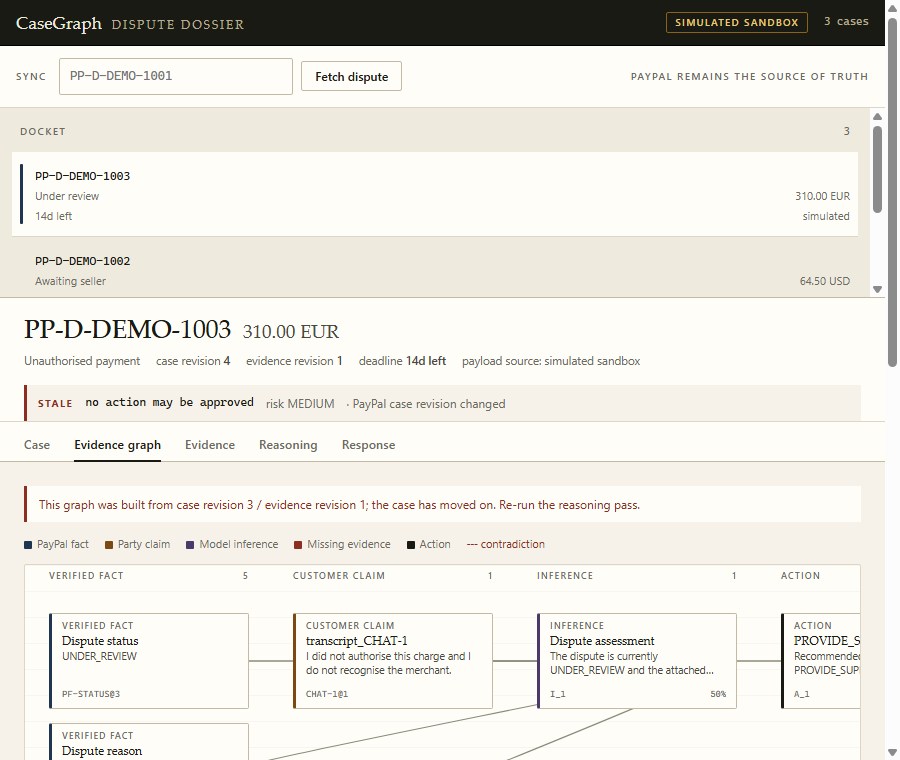 CaseGraph DISPUTE DOSSIER SIMULATED SANDBOX 3 cases
SYNC PP-D-DEMO-1001 Fetch dispute PAYPAL REMAINS THE SOURCE OF TRUTH
DOCKET 3
PP-D-DEMO-1003
Under review 310.00 EUR
14d left simulated
PP-D-DEMO-1002
Awaiting seller 64.50 USD
PP-D-DEMO-1003 310.00 EUR
Unauthorised payment case revision 4 evidence revision 1 deadline 14d left payload source: simulated sandbox
STALE no action may be approved risk MEDIUM · PayPal case revision changed
Case Evidence graph Evidence Reasoning Response
This graph was built from case revision 3 / evidence revision 1; the case has moved on. Re-run the reasoning pass.
PayPal fact Party claim Model inference Missing evidence Action --- contradiction
VERIFIED FACT 5 CUSTOMER CLAIM 1 INFERENCE 1 ACTION
VERIFIED FACT
Dispute status
UNDER_REVIEW
PF-STATUS@3
CUSTOMER CLAIM
transcript_CHAT-1
I did not authorise this charge and I
do not recognise the merchant.
CHAT-1@1
INFERENCE
Dispute assessment
The dispute is currently
UNDER_REVIEW and the attached...
I_1 50%
ACTION
PROVIDE_S
Recommended
PROVIDE_SUP
A_1
VERIFIED FACT
Dispute reason